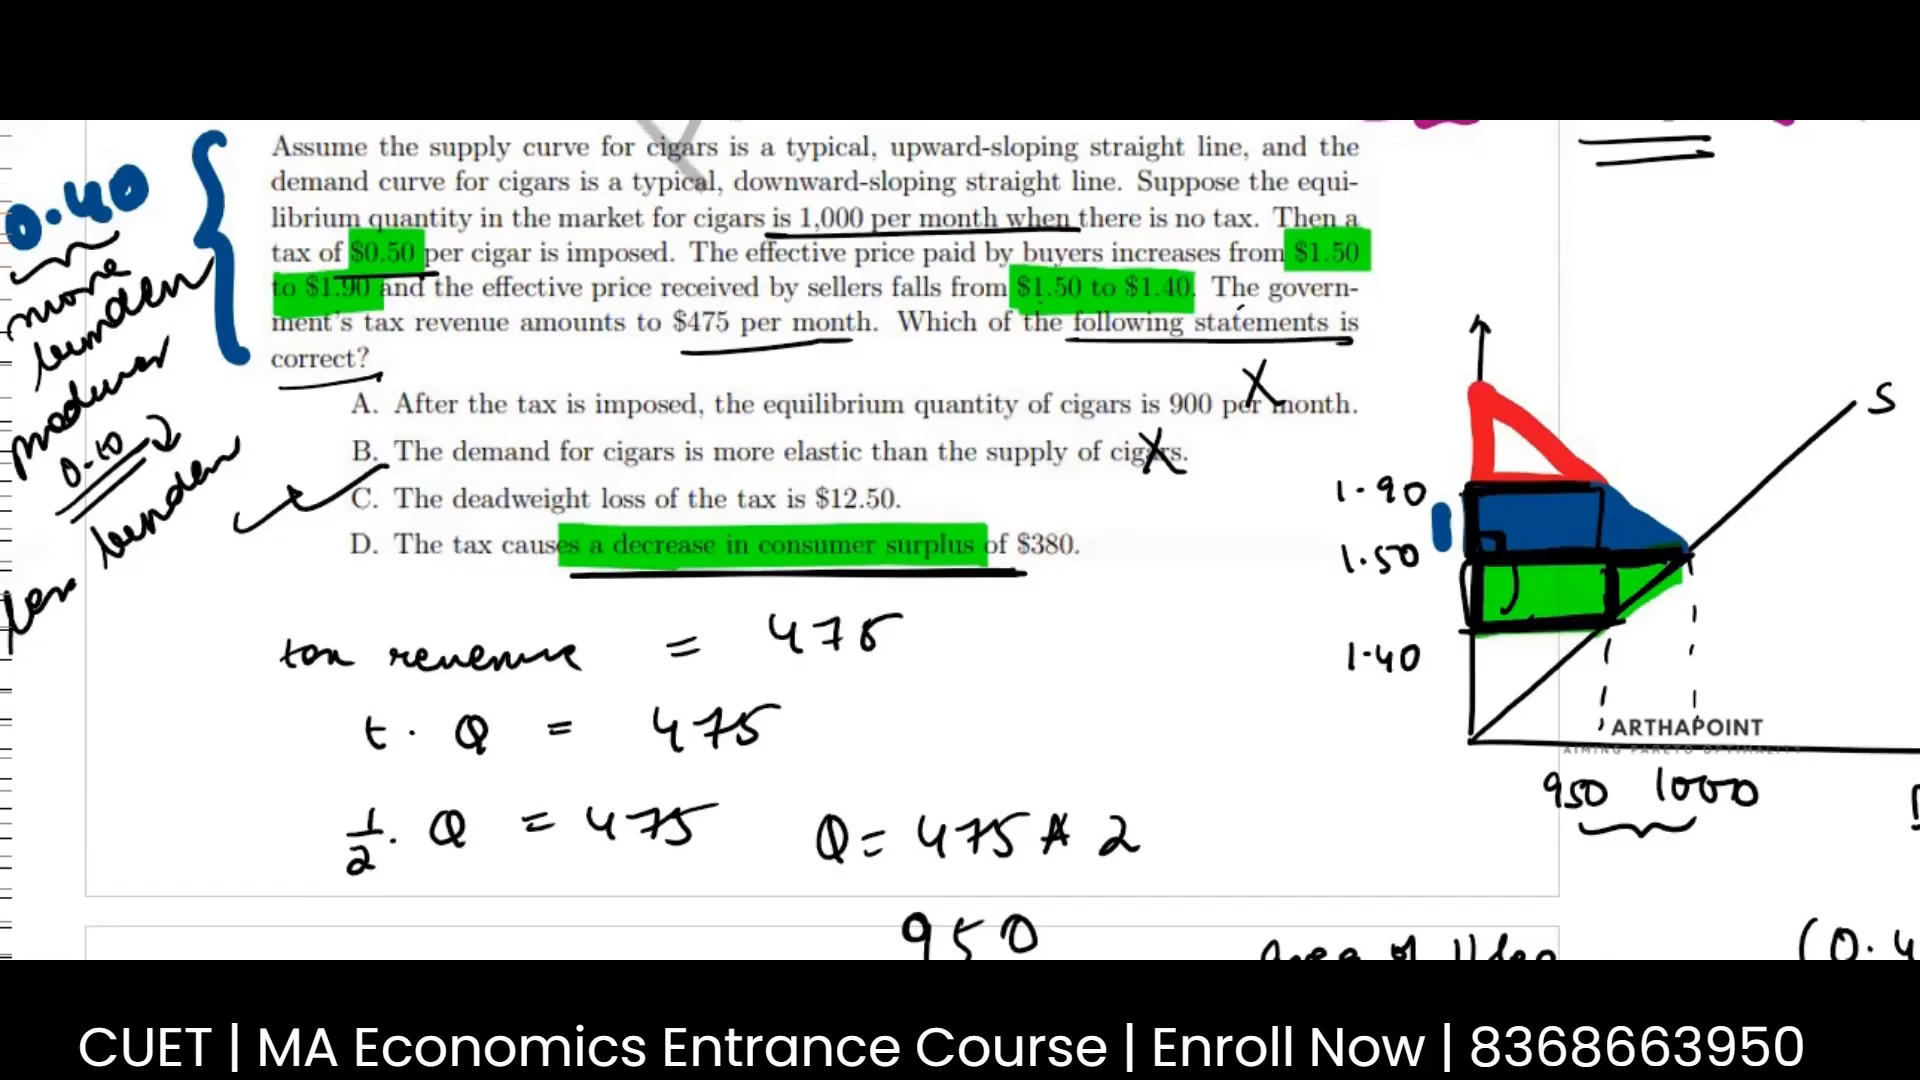 Assume the supply curve for cigars is a typical, upward-sloping straight line, and the
demand curve for cigars is a typical, downward-sloping straight line. Suppose the equi-
librium quantity in the market for cigars is 1,000 per month when there is no tax. Then a
tax of $0.50 per cigar is imposed. The effective price paid by buyers increases from $1.50
to $1.90 and the effective price received by sellers falls from $1.50 to $1.40. The govern-
ment's tax revenue amounts to $475 per month. Which of the following statements is
correct?
A. After the tax is imposed, the equilibrium quantity of cigars is 900 per month.
B. The demand for cigars is more elastic than the supply of cigars.
C. The deadweight loss of the tax is $12.50.
D. The tax causes a decrease in consumer surplus of $380.
0.40
more
burden
producer
0.10
less burden
tax revenue = 475
t . Q = 475
1/2 . Q = 475 Q = 475 * 2
950
S
1.90
1.50
1.40
ARTHAPOINT
AIMING PARETO OPTIMALITY
950 1000
Area of
(0.4
CUET | MA Economics Entrance Course | Enroll Now | 8368663950